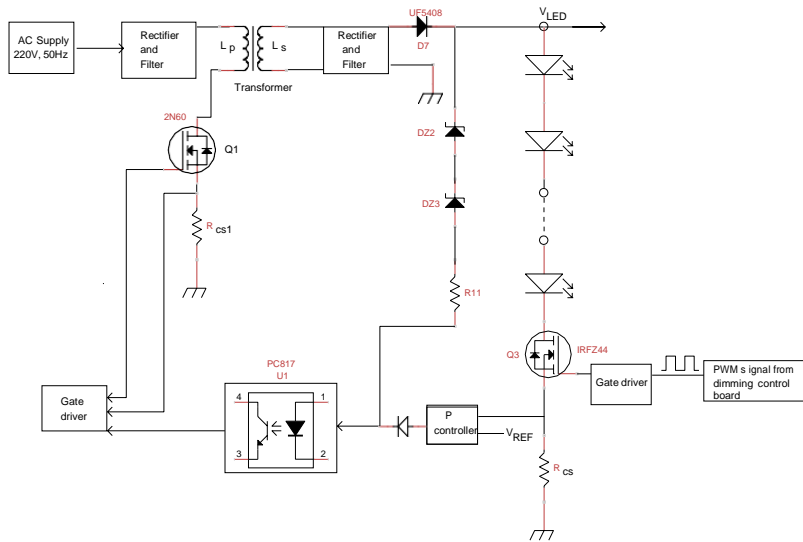 UF5408
V LED
AC Supply
220V, 50Hz
Rectifier
and
Filter
L p
L s
Rectifier
and
Filter
D7
Transformer
2N60
Q1
DZ2
DZ3
R cs1
R11
Q3
IRFZ44
PC817
U1
4
1
3
2
Gate
driver
P
controller
V REF
Gate driver
PWM s ignal from
dimming control
board
R cs